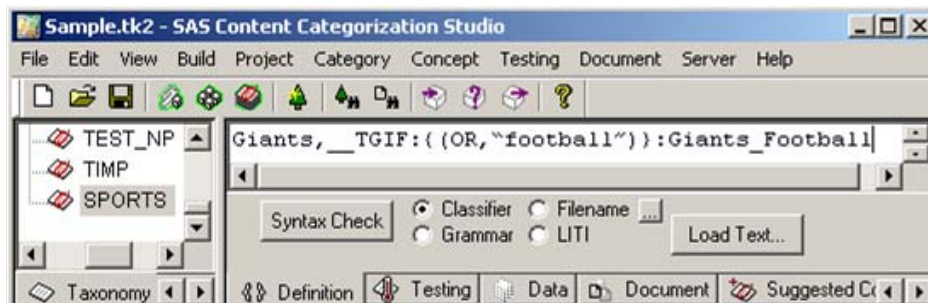 Sample.tk2 - SAS Content Categorization Studio
File Edit View Build Project Category Concept Testing Document Server Help
TEST_NP
TIMP
SPORTS
Giants,__TGIF:{(OR,“football”)}:Giants_Football
Syntax Check
Classifier Filename ...
Grammar LITI
Load Text...
Taxonomy
Definition Testing Data Document Suggested Co